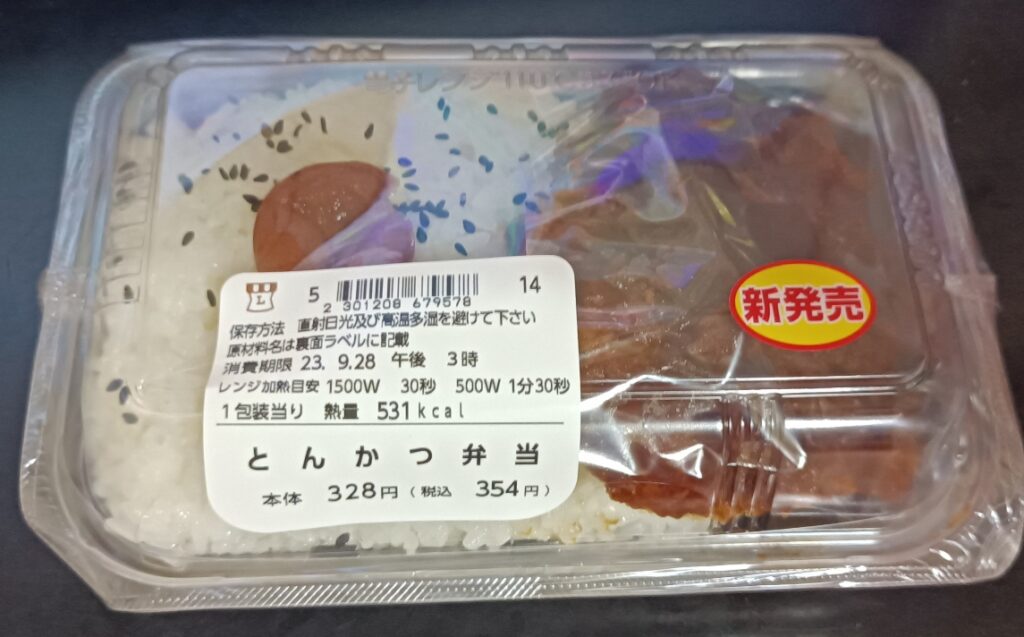 5 14
2 301208 679578
保存方法 直射日光及び高温多湿を避けて下さい
原材料名は裏面ラベルに記載
消費期限 23. 9.28 午後 3時
レンジ加熱目安 1500W 30秒 500W 1分30秒
1包装当り 熱量 531kcal
とんかつ弁当
本体 328円(税込 354円)
新発売